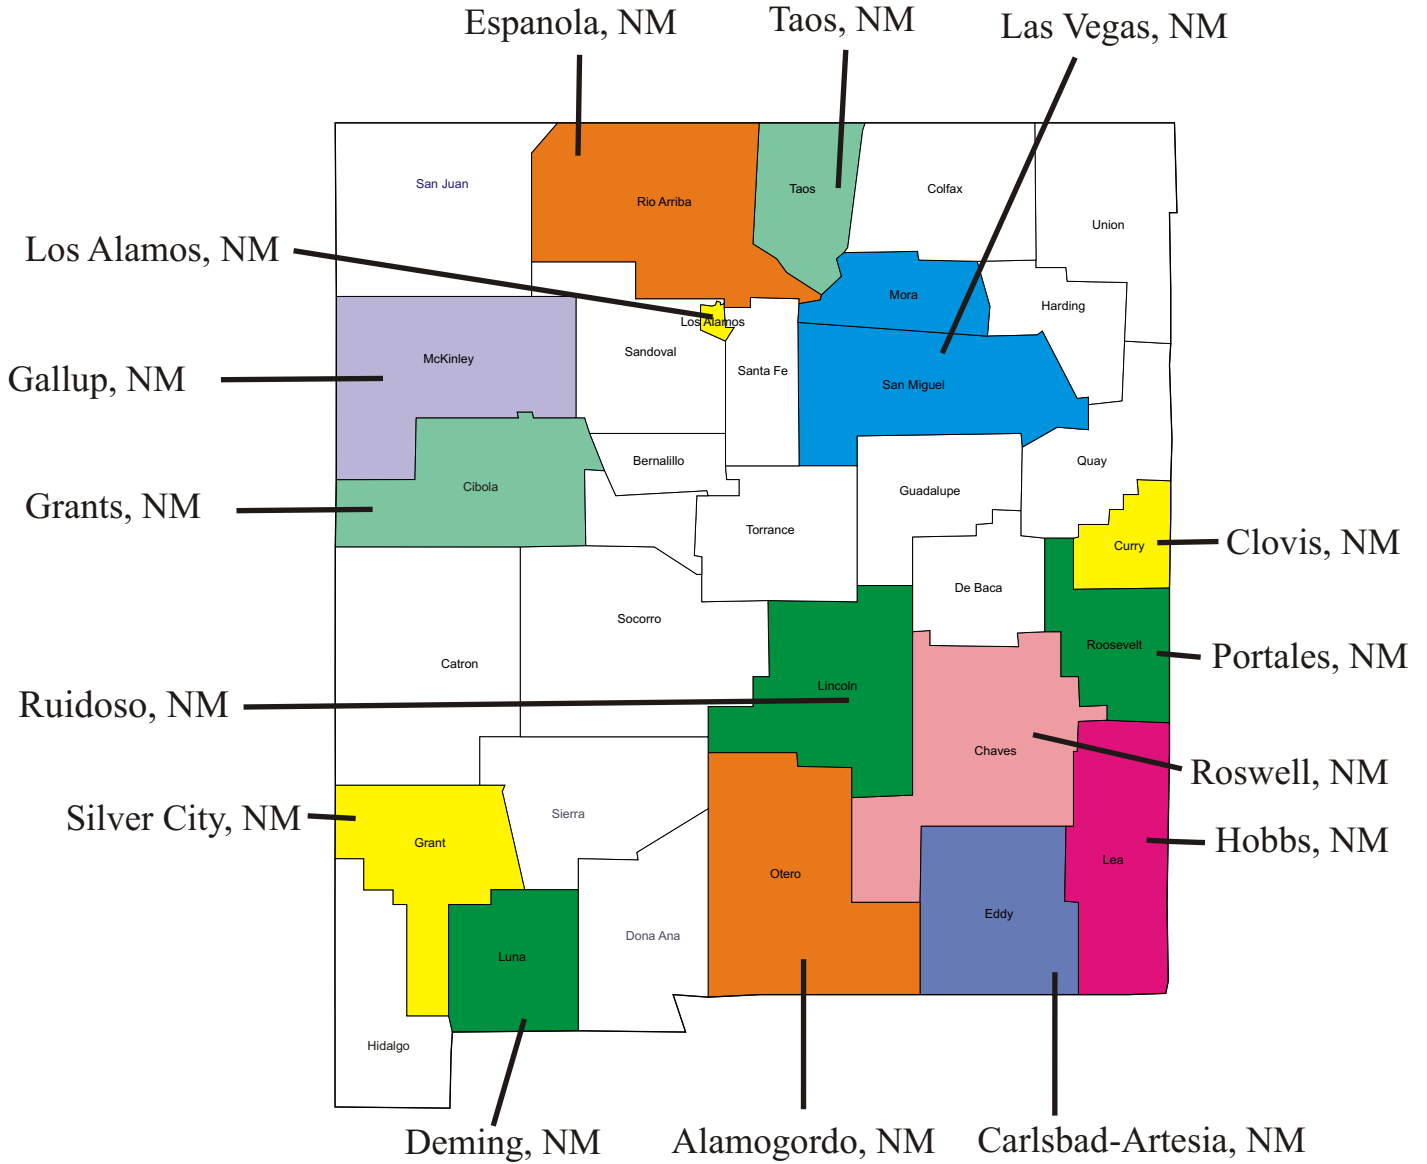 Espanola, NM
Taos, NM
Las Vegas, NM
San Juan
Rio Arriba
Taos
Colfax
Union
Los Alamos, NM
Mora
Harding
Los Alamos
Sandoval
McKinley
Santa Fe
San Miguel
Gallup, NM
Bernalillo
Quay
Cibola
Guadalupe
Grants, NM
Torrance
Curry
Clovis, NM
De Baca
Socorro
Roosevelt
Portales, NM
Catron
Lincoln
Ruidoso, NM
Chaves
Roswell, NM
Silver City, NM
Sierra
Grant
Hobbs, NM
Lea
Otero
Eddy
Dona Ana
Luna
Hidalgo
Deming, NM
Alamogordo, NM
Carlsbad-Artesia, NM